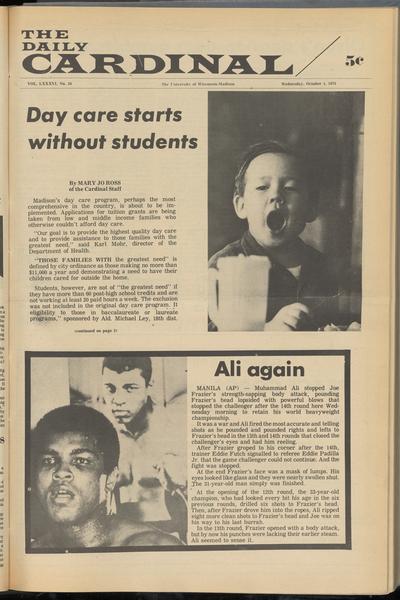 THE
DAILY
CARDINAL
5¢
VOL. LXXXVI, No. 26
The University of Wisconsin-Madison
Wednesday, October 1, 1975
Day care starts
without students
By MARY JO ROSS
of the Cardinal Staff
Madison's day care program, perhaps the most
comprehensive in the country, is about to be im-
plemented. Applications for tuition grants are being
taken from low and middle income families who
otherwise couldn't afford day care.
"Our goal is to provide the highest quality day care
and to provide assistance to those families with the
greatest need," said Karl Mohr, director of the
Department of Health.
"THOSE FAMILIES WITH the greatest need" is
defined by city ordinance as those making no more than
$11,000 a year and demonstrating a need to have their
children cared for outside the home.
Students, however, are not of "the greatest need" if
they have more than 60 post-high school credits and are
not working at least 20 paid hours a week. The exclusion
was not included in the original day care program. It
eligibility to those in baccalaureate or laureate
programs," sponsored by Ald. Michael Ley, 18th dist.
(continued on page 2)
Ali again
MANILA (AP) — Muhammad Ali stopped Joe
Frazier's strength-sapping body attack, pounding
Frazier's head lopsided with powerful blows that
stopped the challenger after the 14th round here Wed-
nesday morning to retain his world heavyweight
championship.
It was a war and Ali fired the most accurate and telling
shots as he pounded and pounded rights and lefts to
Frazier's head in the 13th and 14th rounds that closed the
challenger's eyes and had him reeling.
After Frazier groped to his corner after the 14th,
trainer Eddie Futch signalled to referee Eddie Padilla
Jr. that the game challenger could not continue. And the
fight was stopped.
At the end Frazier's face was a mask of lumps. His
eyes looked like glass and they were nearly swollen shut.
The 31-year-old man simply was finished.
At the opening of the 12th round, the 33-year-old
champion, who had looked every bit his age in the six
previous rounds, drilled six shots to Frazier's head.
Then, after Frazier drove him into the ropes, Ali ripped
eight more clean shots to Frazier's head and Joe was on
his way to his last hurrah.
In the 13th round, Frazier opened with a body attack,
but by now his punches were lacking their earlier steam.
Ali seemed to sense it.